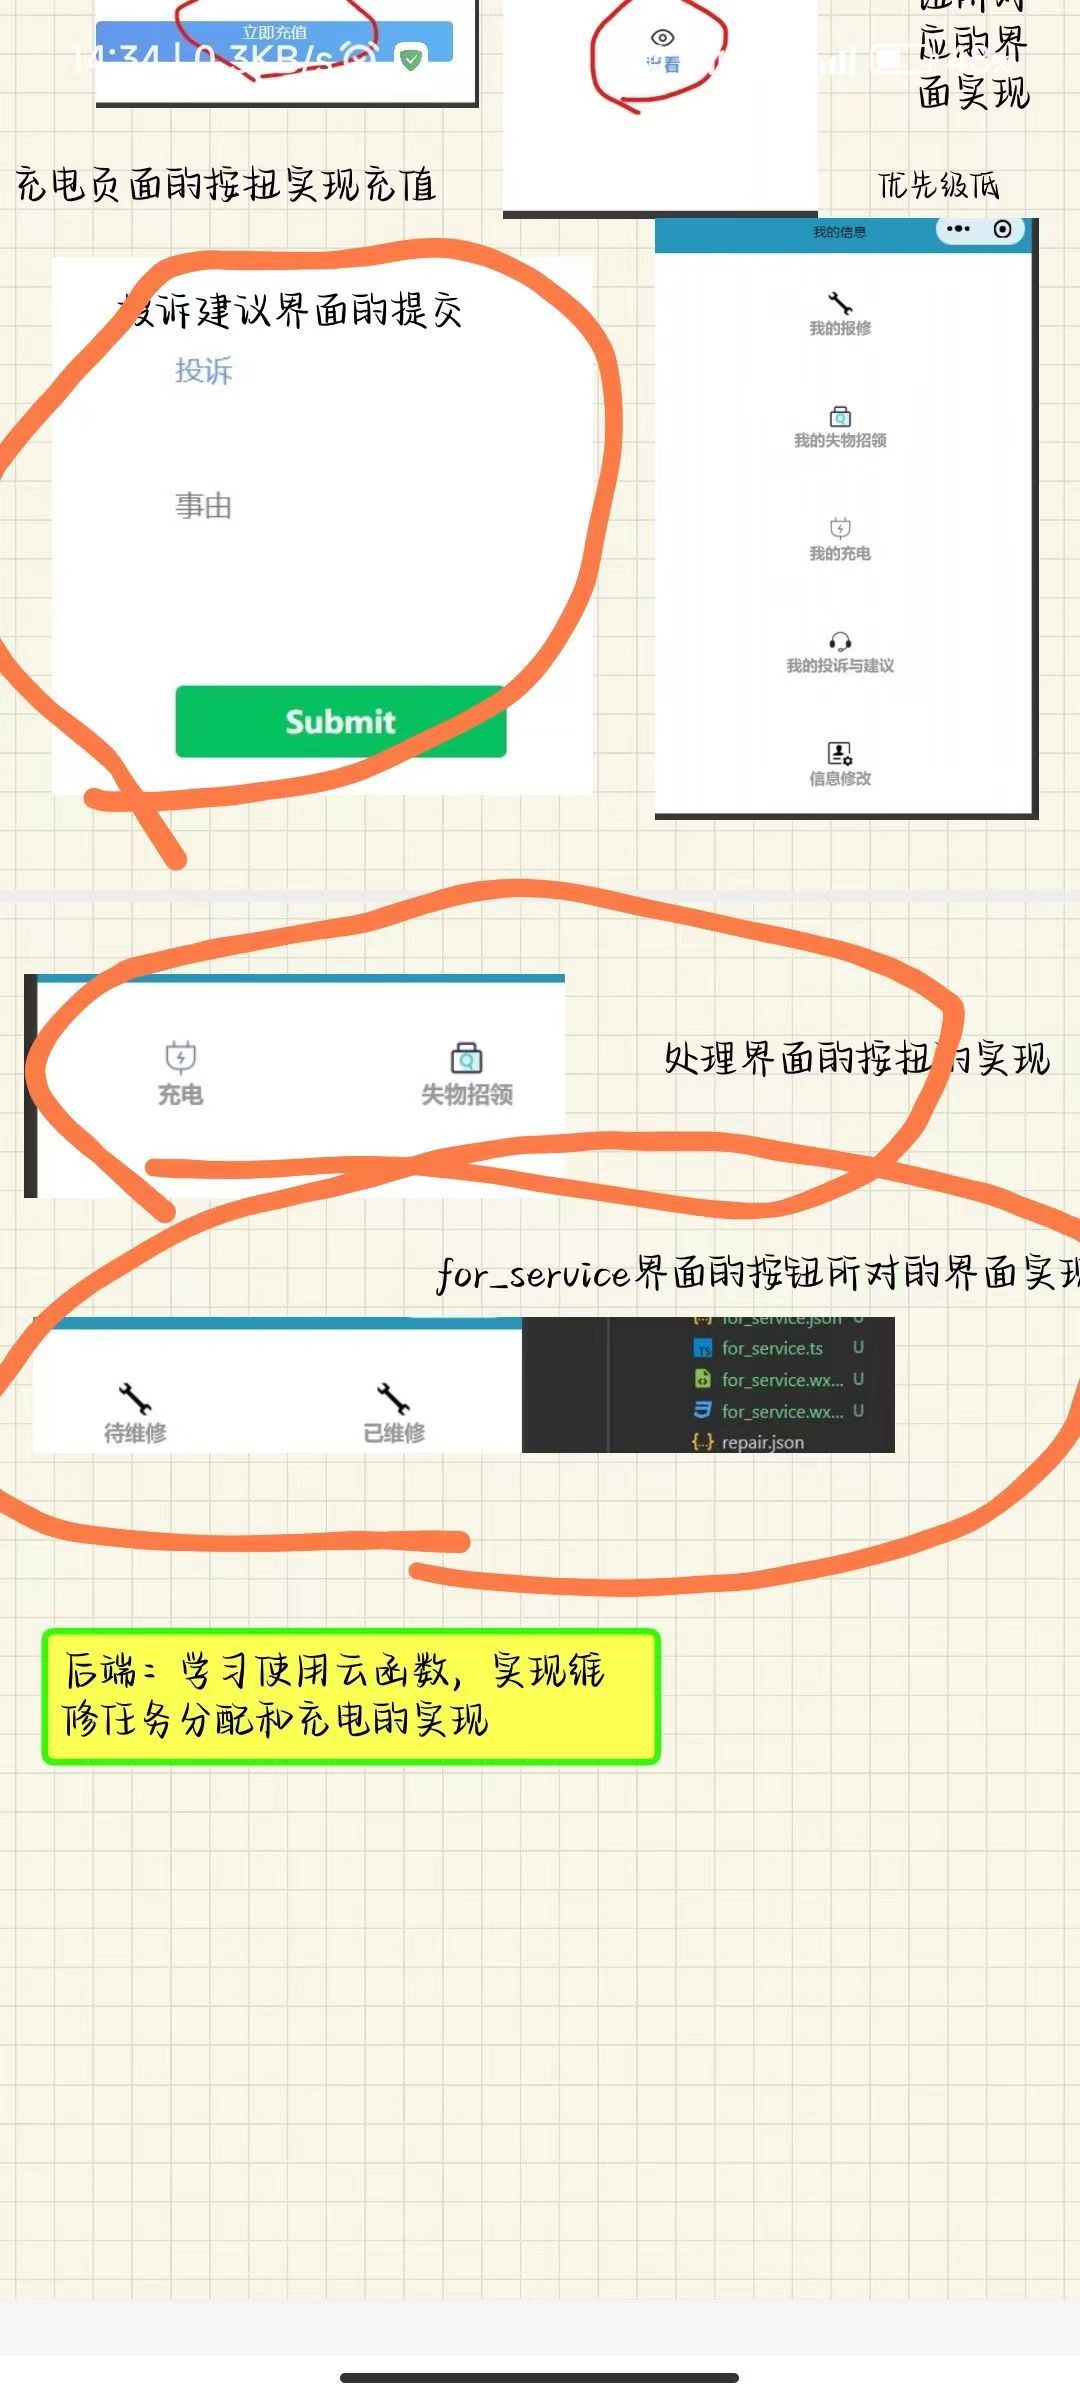 立即充值
14:34 | 0.3KB/s
看
应的界
面实现
充电页面的按扭实现充值
优先级低
我的信息
诉建议界面的提交
投诉
我的报修
我的失物招领
事由
我的充电
我的投诉与建议
Submit
信息修改
充电
失物招领
处理界面的按扭的实现
for_service界面的按钮所对的界面实现
for_service.json U
for_service.ts U
for_service.wx... U
for_service.wx... U
repair.json
待维修
已维修
后端：学习使用云函数，实现维
修任务分配和充电的实现